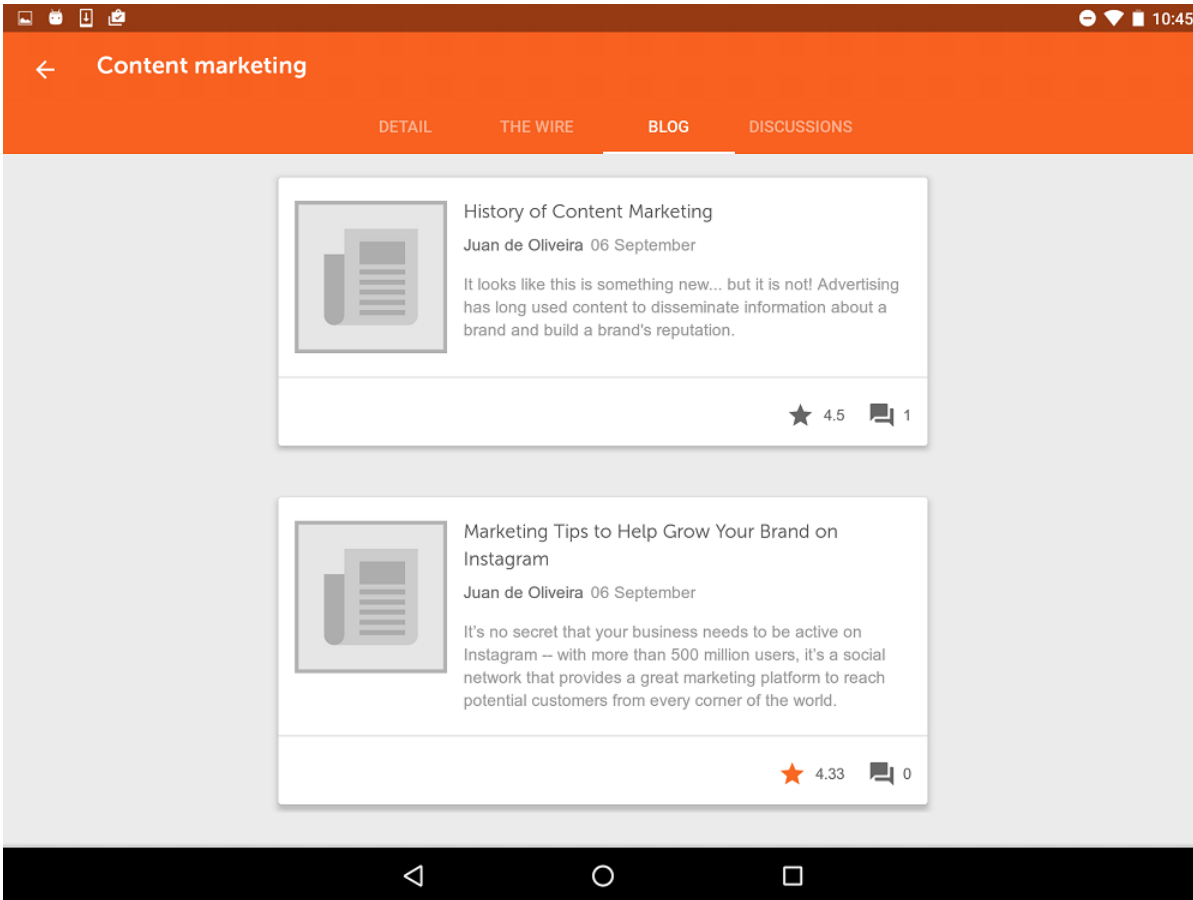 10:45
Content marketing
DETAIL THE WIRE BLOG DISCUSSIONS
History of Content Marketing
Juan de Oliveira 06 September
It looks like this is something new... but it is not! Advertising
has long used content to disseminate information about a
brand and build a brand's reputation.
4.5 1
Marketing Tips to Help Grow Your Brand on
Instagram
Juan de Oliveira 06 September
It's no secret that your business needs to be active on
Instagram -- with more than 500 million users, it's a social
network that provides a great marketing platform to reach
potential customers from every corner of the world.
4.33 0